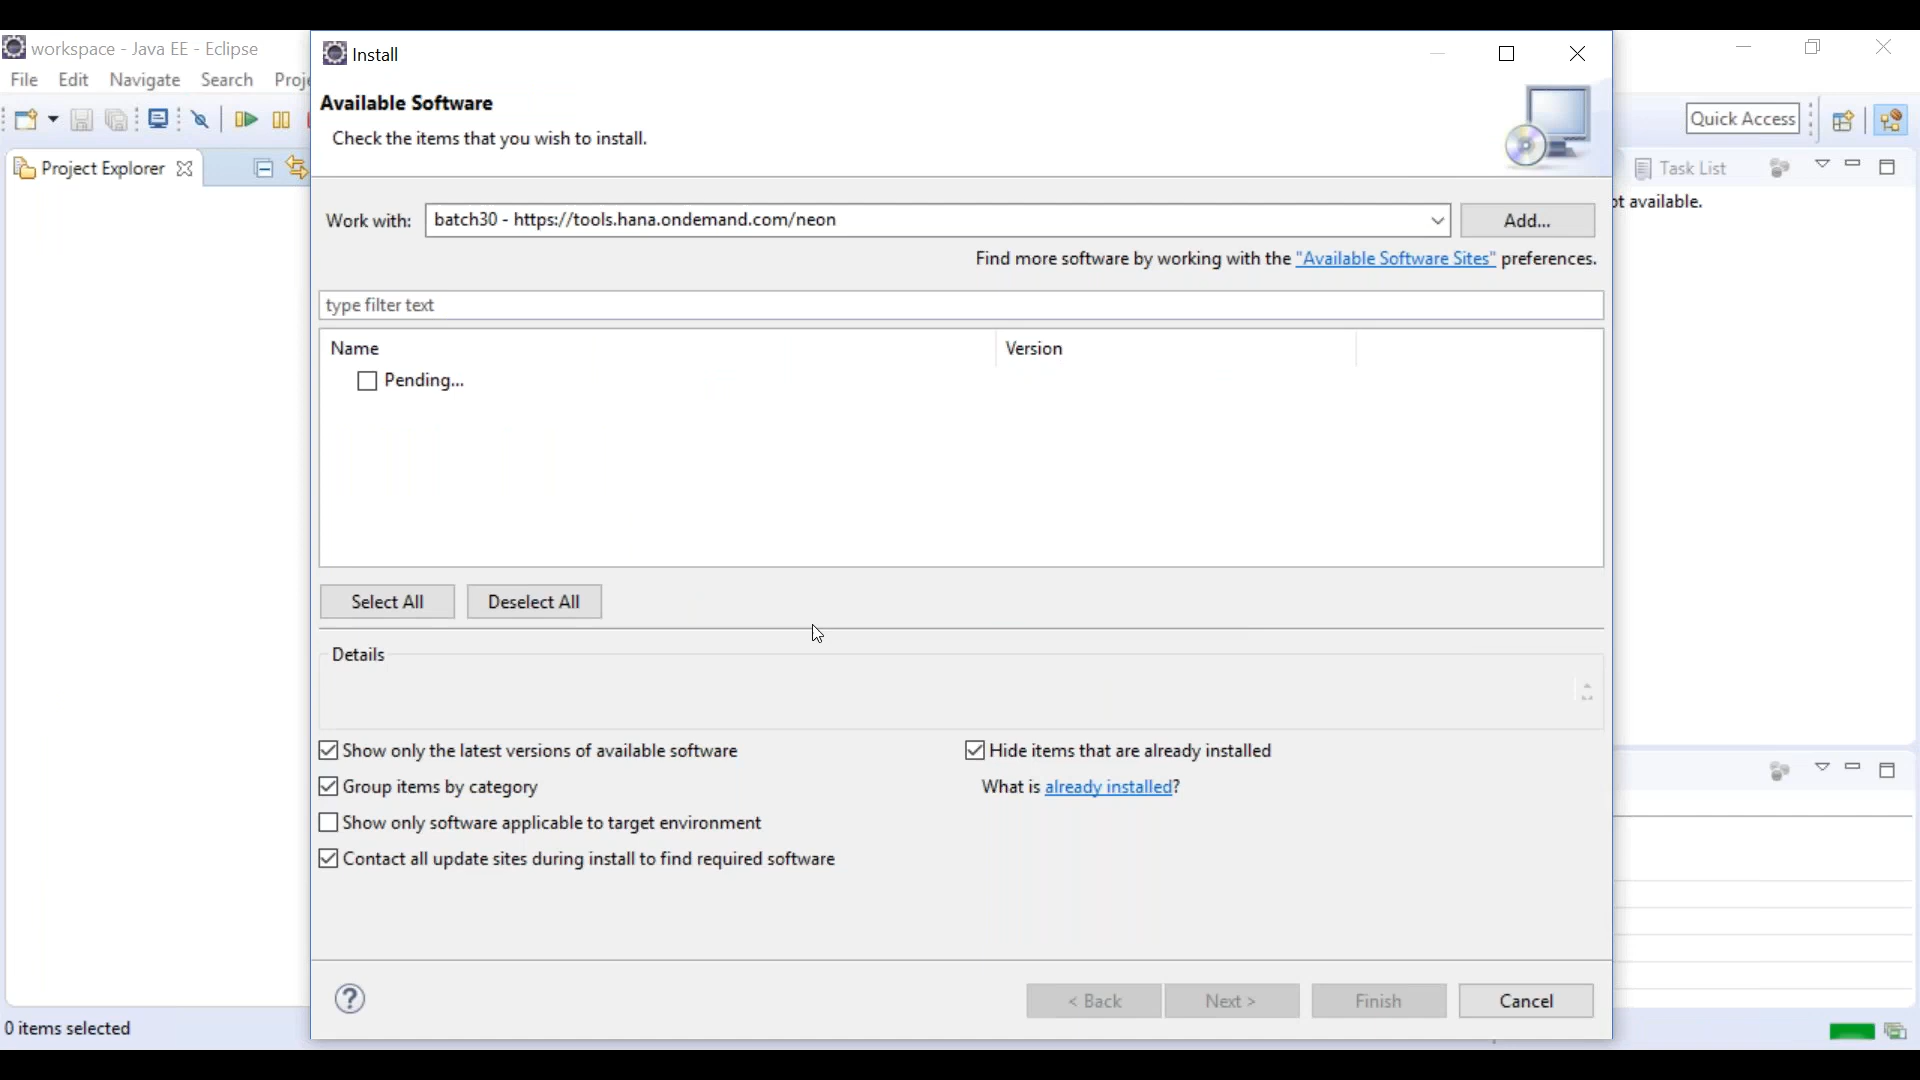 workspace - Java EE - Eclipse
File Edit Navigate Search
Quick Access
Project Explorer
Task List
available.
Install
Available Software
Check the items that you wish to install.
Work with: batch30 - https://tools.hana.ondemand.com/neon Add...
Find more software by working with the "Available Software Sites" preferences.
type filter text
Name Version
Pending...
Select All Deselect All
Details
Show only the latest versions of available software
Hide items that are already installed
Group items by category
What is already installed?
Show only software applicable to target environment
Contact all update sites during install to find required software
? < Back Next > Finish Cancel
0 items selected